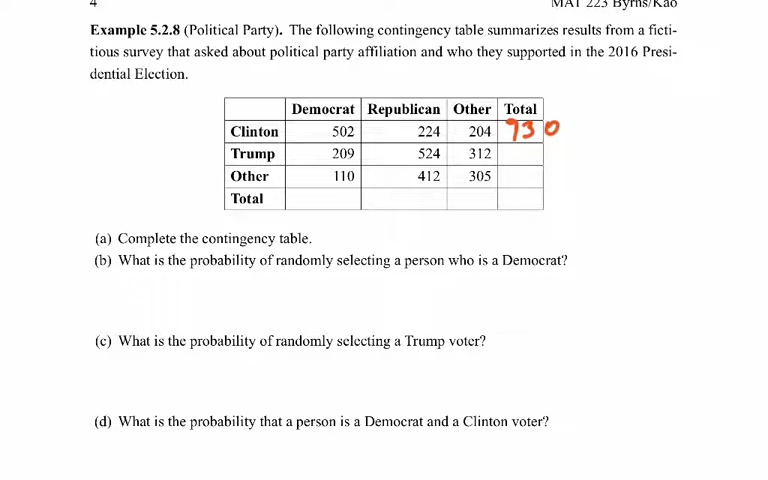 4
MAT 223 Byrns/Kao
Example 5.2.8 (Political Party). The following contingency table summarizes results from a ficti-
tious survey that asked about political party affiliation and who they supported in the 2016 Presi-
dential Election.
Democrat Republican Other Total
Clinton 502 224 204 930
Trump 209 524 312
Other 110 412 305
Total
(a) Complete the contingency table.
(b) What is the probability of randomly selecting a person who is a Democrat?
(c) What is the probability of randomly selecting a Trump voter?
(d) What is the probability that a person is a Democrat and a Clinton voter?